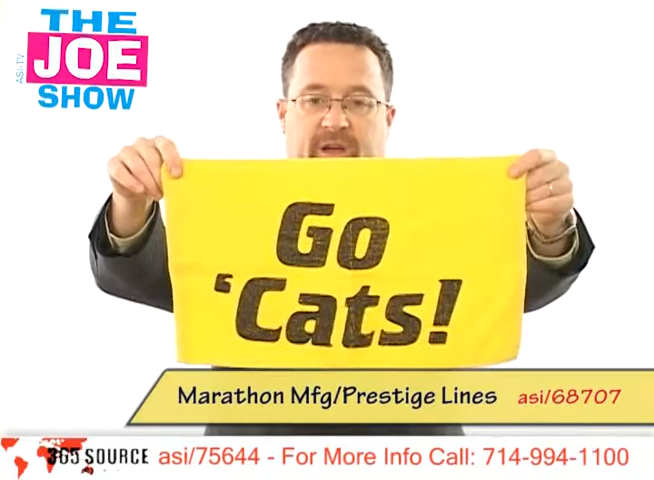 THE
JOE
SHOW
ASI-TV
Go
‘Cats!
Marathon Mfg/Prestige Lines asi/68707
365 SOURCE asi/75644 - For More Info Call: 714-994-1100